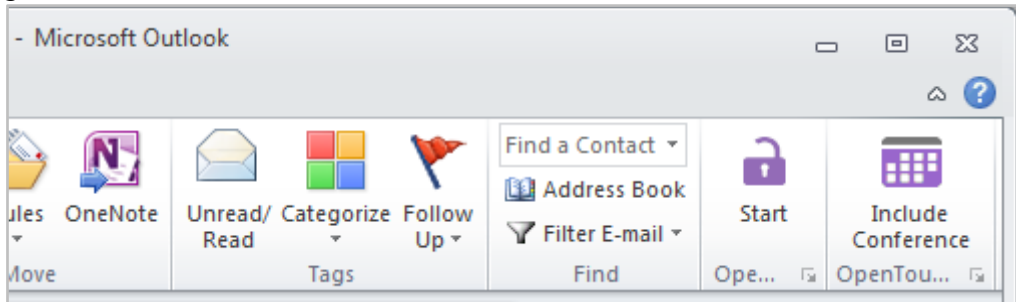 - Microsoft Outlook
Find a Contact
Address Book
Filter E-mail
ules
OneNote
Unread/
Read
Categorize
Follow
Up
Start
Include
Conference
Move
Tags
Find
Ope...
OpenTou...